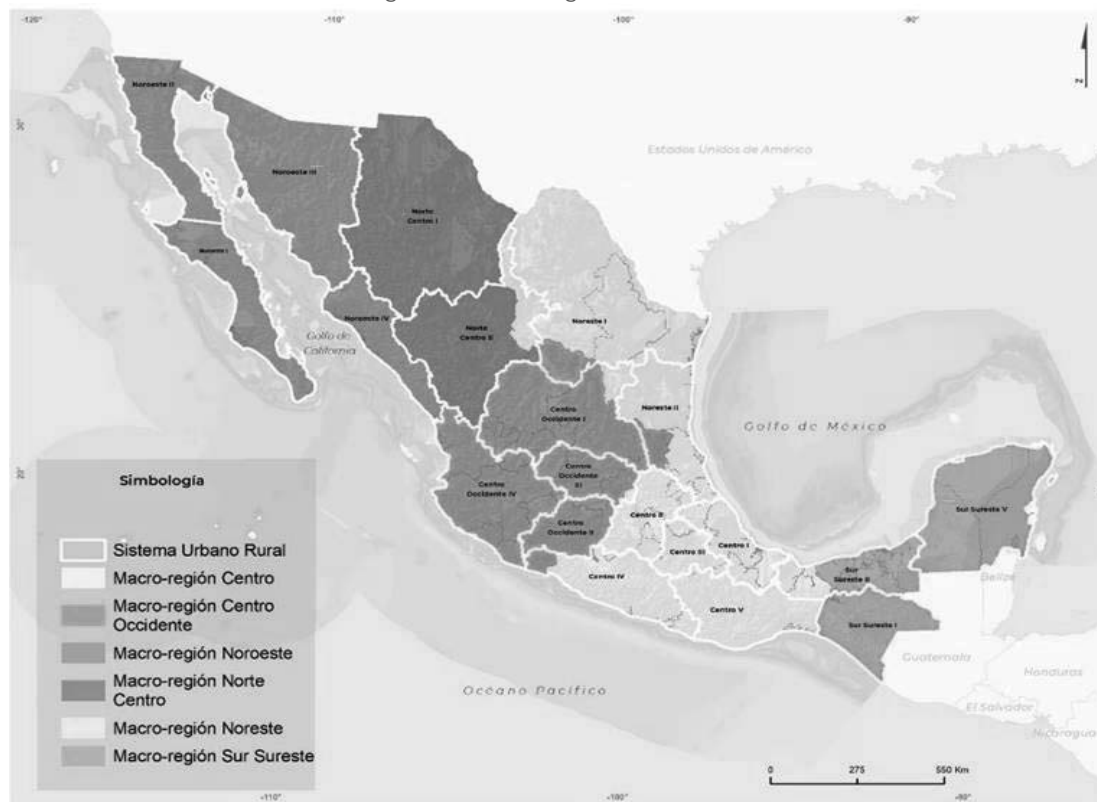 -120°
-110°
-100°
-90°
N
30°
Noroeste II
Noroeste III
Norte
Centro I
Estados Unidos de América
Noroeste I
Noroeste IV
Golfo de
California
Norte
Centro II
Noreste I
Centro
Occidente I
Noreste II
Golfo de México
20°
Centro
Occidente III
Centro
Occidente IV
Centro
Occidente II
Centro II
Centro III
Centro I
Centro IV
Centro V
Sur Sureste V
Sur
Sureste II
Sur Sureste I
Belize
Guatemala
Honduras
El Salvador
Nicaragua
Océano Pacífico
Simbología
Sistema Urbano Rural
Macro-región Centro
Macro-región Centro
Occidente
Macro-región Noroeste
Macro-región Norte
Centro
Macro-región Noreste
Macro-región Sur Sureste
0 275 550 Km
-110°
-100°
-90°